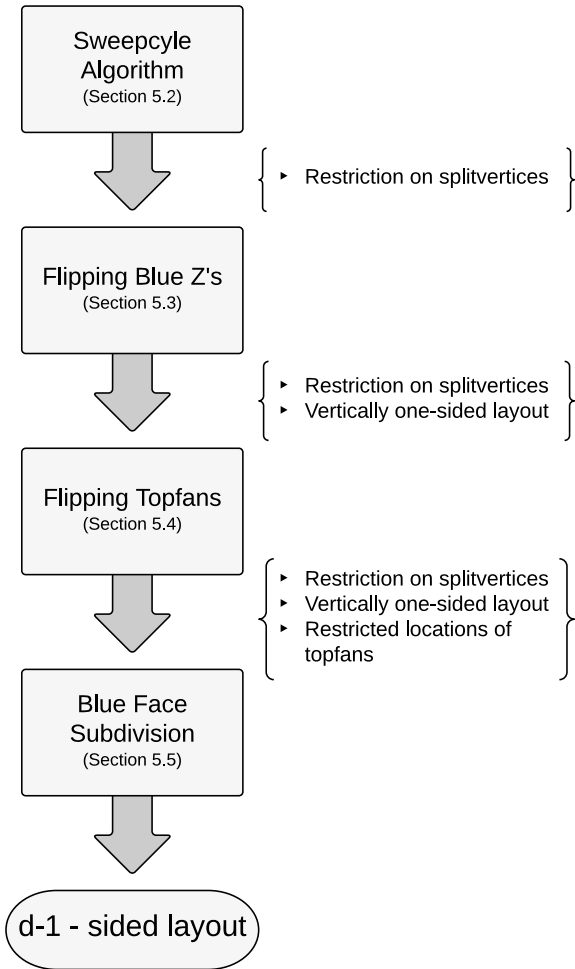 Sweepcyle
Algorithm
(Section 5.2)
Restriction on splitvertices
Flipping Blue Z's
(Section 5.3)
Restriction on splitvertices
Vertically one-sided layout
Flipping Topfans
(Section 5.4)
Restriction on splitvertices
Vertically one-sided layout
Restricted locations of
topfans
Blue Face
Subdivision
(Section 5.5)
d-1 - sided layout